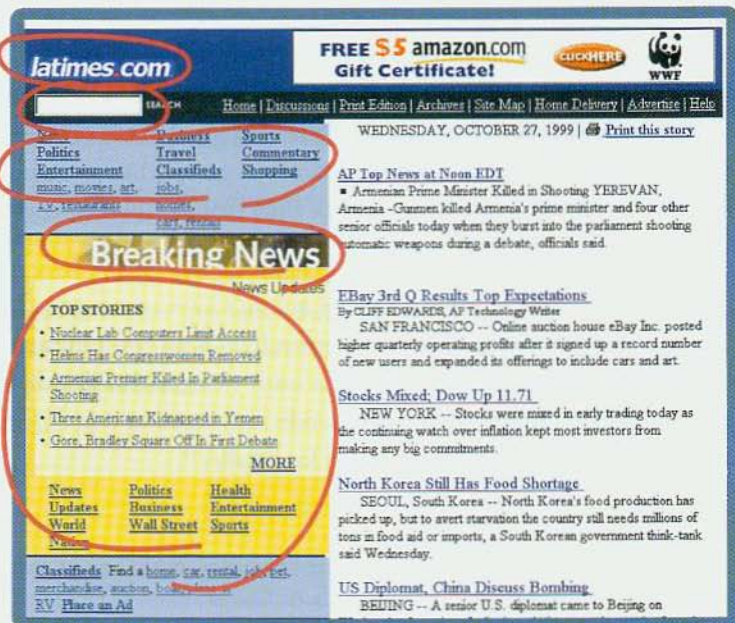 FREE $5 amazon.com
Gift Certificate!
CLICK HERE
WWF
latimes.com
SEARCH
Home | Discussions | Print Edition | Archives | Site Map | Home Delivery | Advertise | Help
News Business Sports
Politics Travel Commentary
Entertainment Classifieds Shopping
music, movies, art, jobs,
TV, restaurants homes,
cars, rentals
Breaking News
News Updates
TOP STORIES
• Nuclear Lab Computers Limit Access
• Helms Has Congresswomen Removed
• Armenian Premier Killed In Parliament
Shooting
• Three Americans Kidnapped in Yemen
• Gore, Bradley Square Off In First Debate
MORE
News Politics Health
Updates Business Entertainment
World Wall Street Sports
Nation
Classifieds Find a home, car, rental, job, pet,
merchandise, auction,
RV Place an Ad
WEDNESDAY, OCTOBER 27, 1999 | Print this story
AP Top News at Noon EDT
▪ Armenian Prime Minister Killed in Shooting YEREVAN,
Armenia -Gunmen killed Armenia's prime minister and four other
senior officials today when they burst into the parliament shooting
automatic weapons during a debate, officials said.
EBay 3rd Q Results Top Expectations
By CLIFF EDWARDS, AP Technology Writer
SAN FRANCISCO -- Online auction house eBay Inc. posted
higher quarterly operating profits after it signed up a record number
of new users and expanded its offerings to include cars and art.
Stocks Mixed; Dow Up 11.71
NEW YORK -- Stocks were mixed in early trading today as
the continuing watch over inflation kept most investors from
making any big commitments.
North Korea Still Has Food Shortage
SEOUL, South Korea -- North Korea's food production has
picked up, but to avert starvation the country still needs millions of
tons in food aid or imports, a South Korean government think-tank
said Wednesday.
US Diplomat, China Discuss Bombing
BEIJING -- A senior U.S. diplomat came to Beijing on